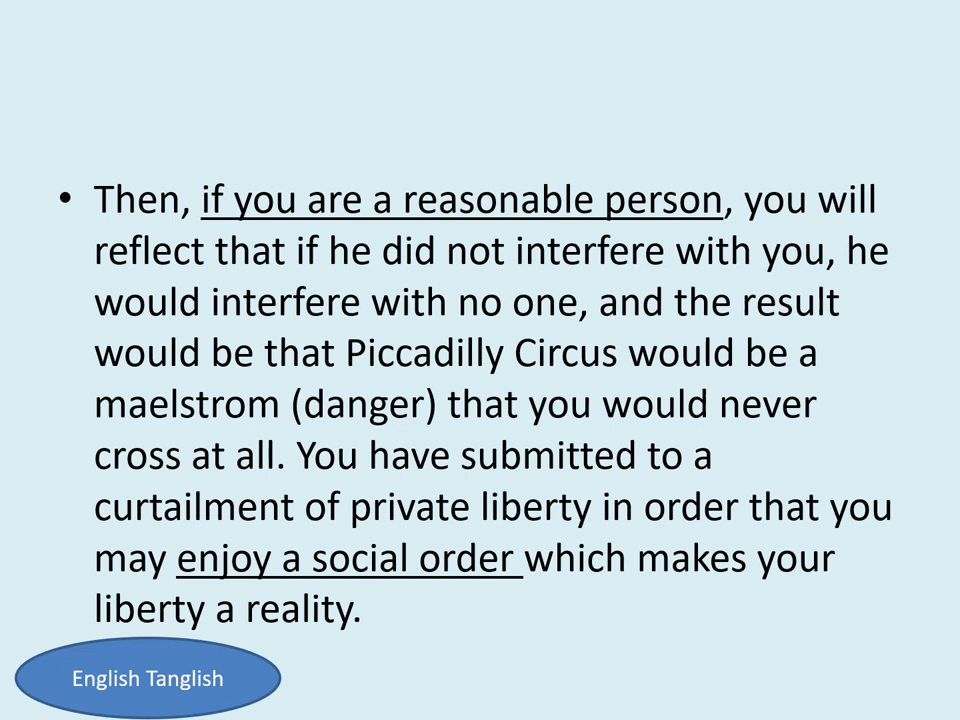 • Then, if you are a reasonable person, you will
reflect that if he did not interfere with you, he
would interfere with no one, and the result
would be that Piccadilly Circus would be a
maelstrom (danger) that you would never
cross at all. You have submitted to a
curtailment of private liberty in order that you
may enjoy a social order which makes your
liberty a reality.
English Tanglish